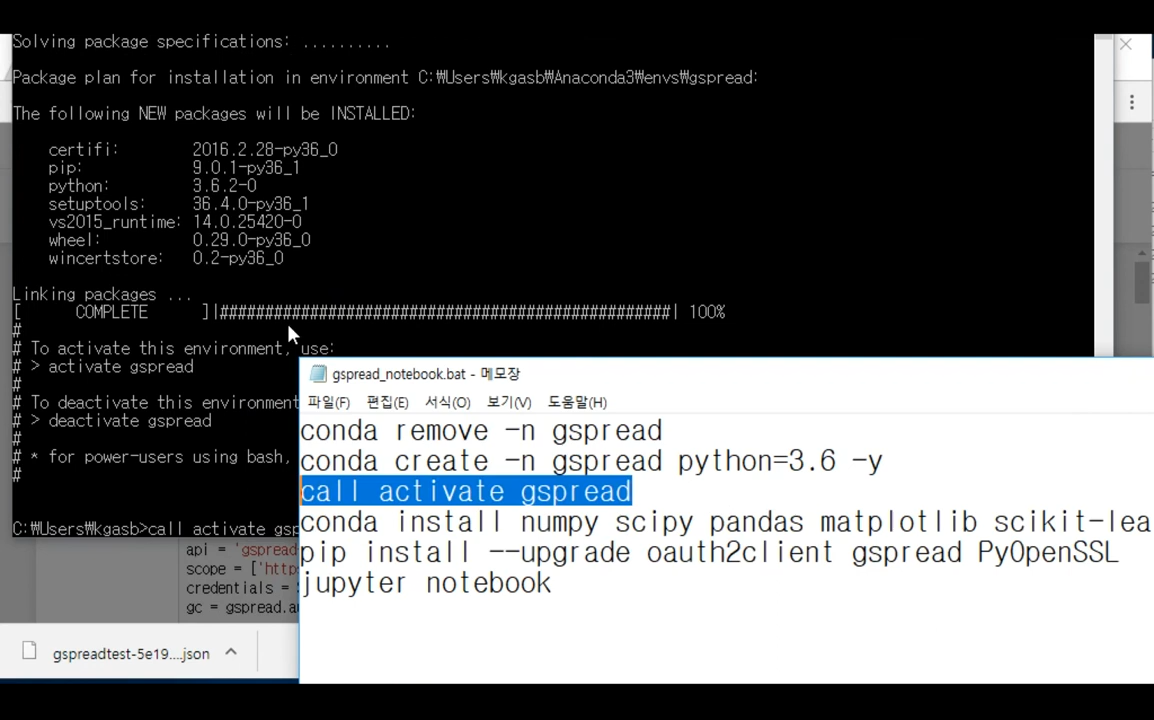 Solving package specifications: ..........
Package plan for installation in environment C:₩Users₩kgasb₩Anaconda3₩envs₩gspread:
The following NEW packages will be INSTALLED:
certifi: 2016.2.28-py36_0
pip: 9.0.1-py36_1
python: 3.6.2-0
setuptools: 36.4.0-py36_1
vs2015_runtime: 14.0.25420-0
wheel: 0.29.0-py36_0
wincertstore: 0.2-py36_0
Linking packages ...
[ COMPLETE ]|##################################################| 100%
#
# To activate this environment, use:
# > activate gspread
#
# To deactivate this environment
# > deactivate gspread
#
# * for power-users using bash,
#
C:₩Users₩kgasb>call activate gsp
gspread_notebook.bat - 메모장
파일(F) 편집(E) 서식(O) 보기(V) 도움말(H)
conda remove -n gspread
conda create -n gspread python=3.6 -y
call activate gspread
conda install numpy scipy pandas matplotlib scikit-lea
pip install --upgrade oauth2client gspread PyOpenSSL
jupyter notebook
api = 'gspread
scope = ['http
credentials =
gc = gspread.a
gspreadtest-5e19....json